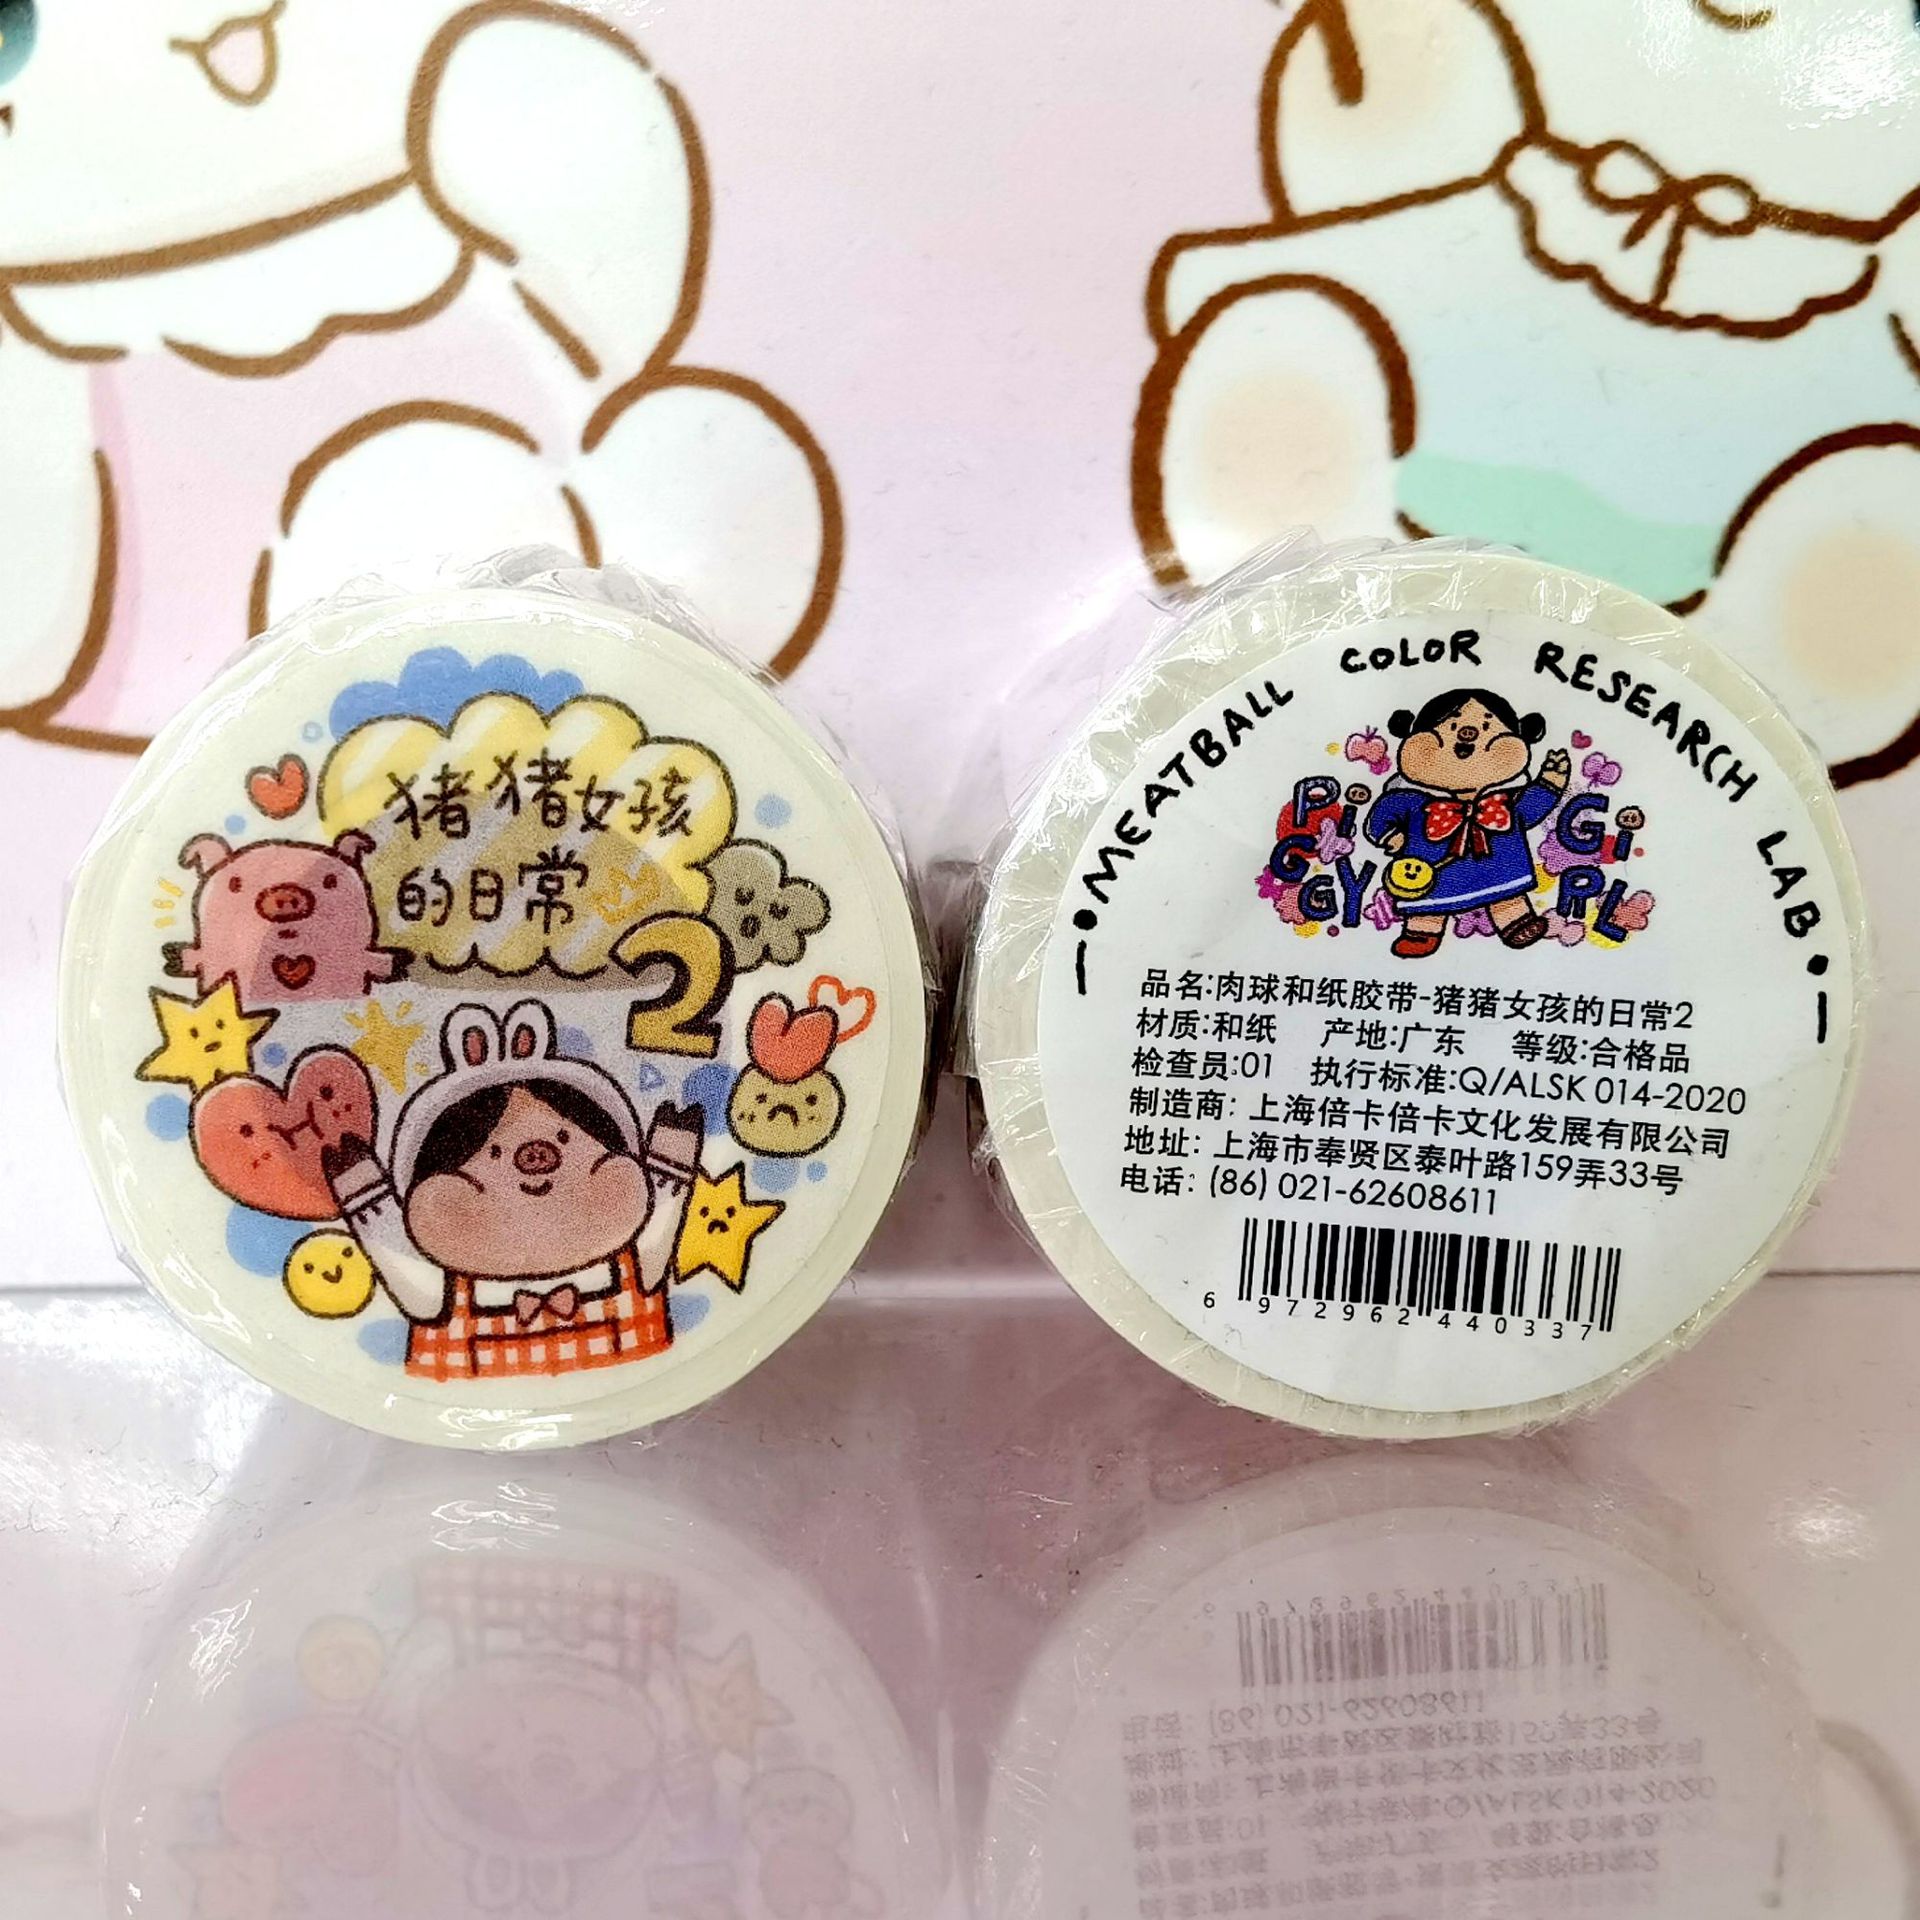 猪猪女孩
的日常
2
MEATBALL COLOR RESEARCH LAB
PiGGY GiRL
品名:肉球和纸胶带-猪猪女孩的日常2
材质:和纸 产地:广东 等级:合格品
检查员:01 执行标准:Q/ALSK 014-2020
制造商: 上海倍卡倍卡文化发展有限公司
地址: 上海市奉贤区泰叶路159弄33号
电话: (86) 021-62608611
6 972962 440337